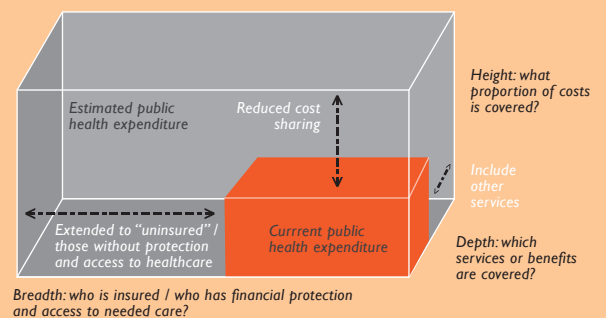 Height: what
proportion of costs
is covered?
Estimated public
health expenditure
Reduced cost
sharing
Include
other
services
Extended to “uninsured” /
those without protection
and access to healthcare
Currrent public
health expenditure
Depth: which
services or benefits
are covered?
Breadth: who is insured / who has financial protection
and access to needed care?